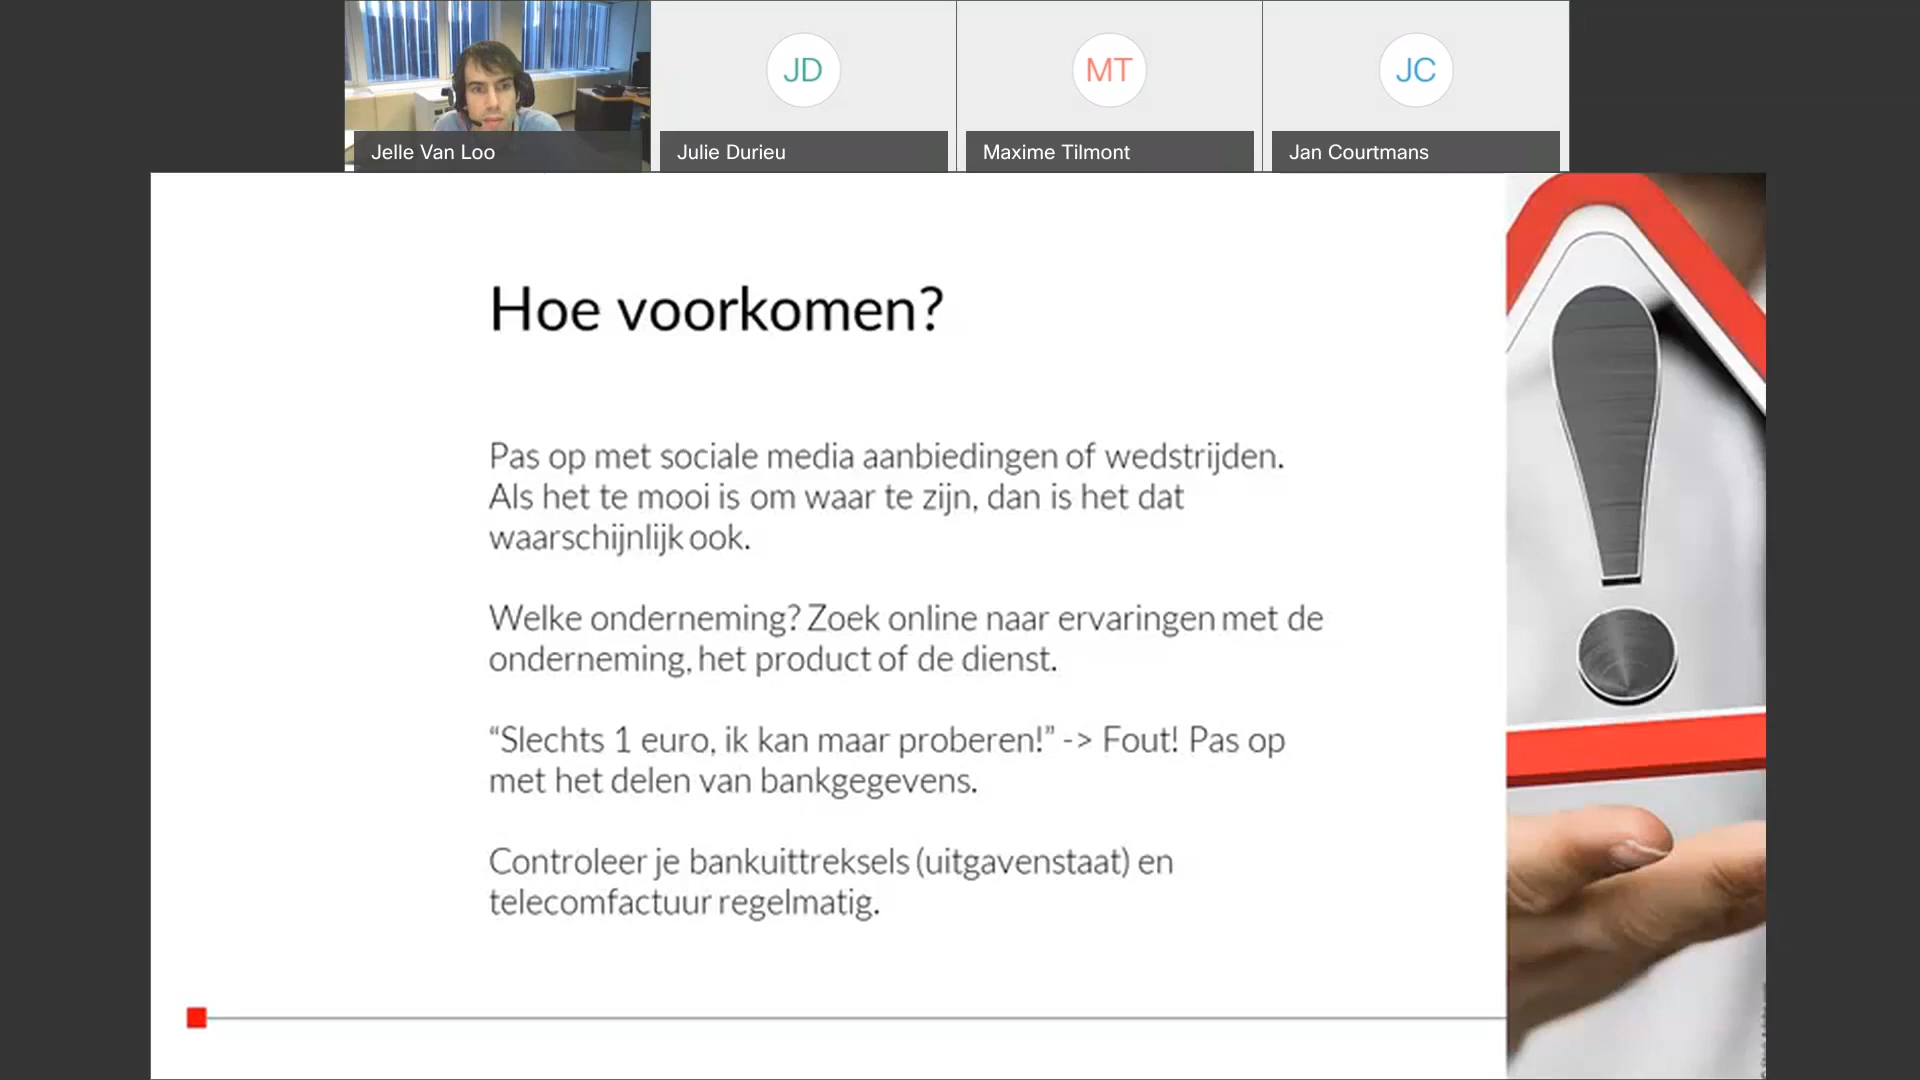 JD
MT
JC
Jelle Van Loo
Julie Durieu
Maxime Tilmont
Jan Courtmans
Hoe voorkomen?
Pas op met sociale media aanbiedingen of wedstrijden.
Als het te mooi is om waar te zijn, dan is het dat
waarschijnlijk ook.
Welke onderneming? Zoek online naar ervaringen met de
onderneming, het product of de dienst.
“Slechts 1 euro, ik kan maar proberen!” -> Fout! Pas op
met het delen van bankgegevens.
Controleer je bankuittreksels (uitgavenstaat) en
telecomfactuur regelmatig.